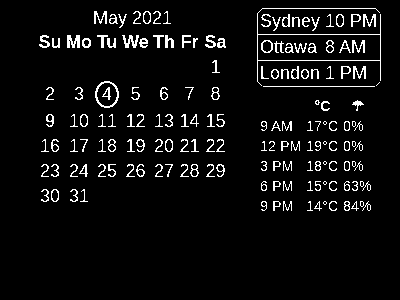 May 2021
Su Mo Tu We Th Fr Sa
1
2 3 4 5 6 7 8
9 10 11 12 13 14 15
16 17 18 19 20 21 22
23 24 25 26 27 28 29
30 31
Sydney 10 PM
Ottawa 8 AM
London 1 PM
°C ☂
9 AM 17°C 0%
12 PM 19°C 0%
3 PM 18°C 0%
6 PM 15°C 63%
9 PM 14°C 84%